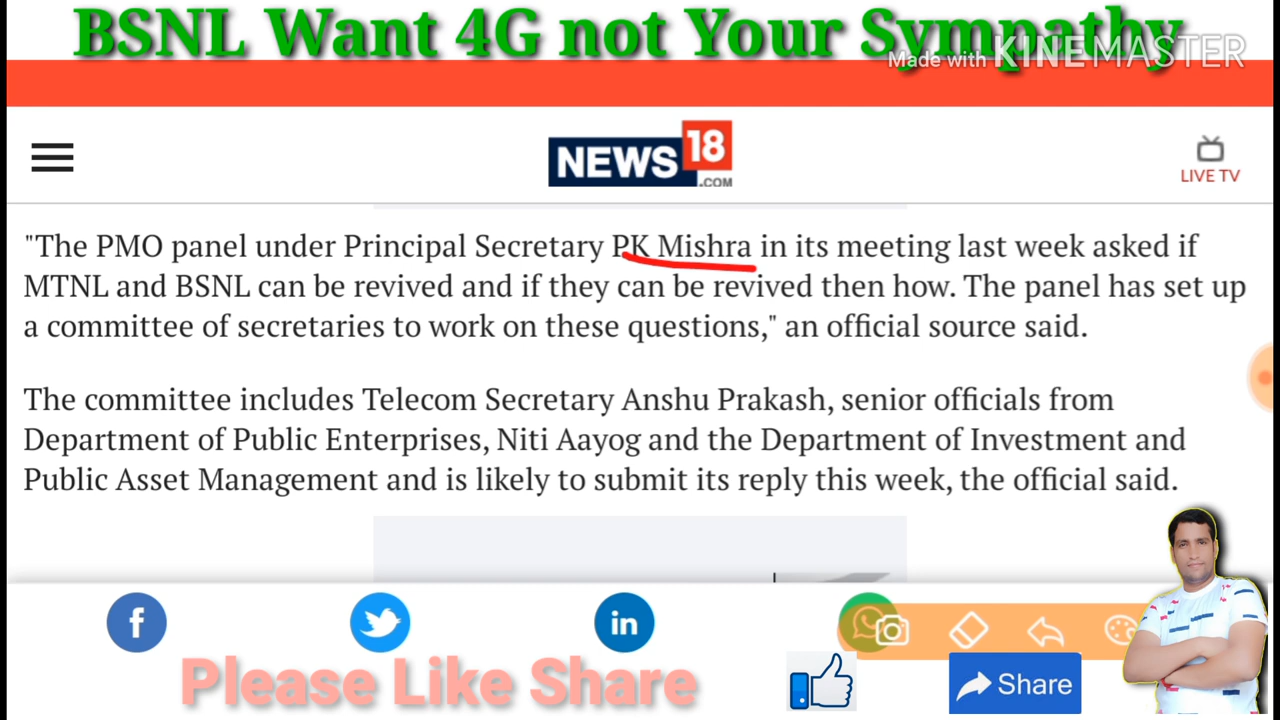 BSNL Want 4G not Your Sympathy
Made with KINEMASTER
NEWS 18 .COM
LIVE TV
"The PMO panel under Principal Secretary PK Mishra in its meeting last week asked if
MTNL and BSNL can be revived and if they can be revived then how. The panel has set up
a committee of secretaries to work on these questions," an official source said.
The committee includes Telecom Secretary Anshu Prakash, senior officials from
Department of Public Enterprises, Niti Aayog and the Department of Investment and
Public Asset Management and is likely to submit its reply this week, the official said.
f
in
Please Like Share
Share